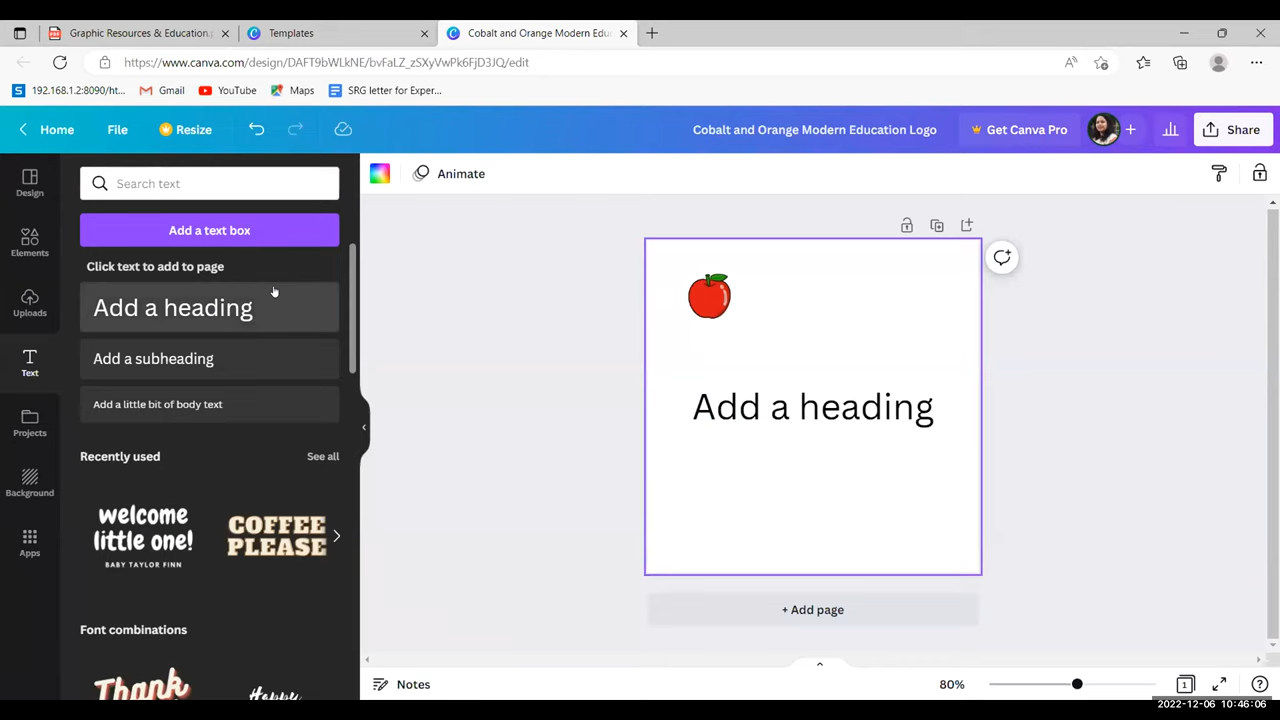 Graphic Resources & Education.
Templates
Cobalt and Orange Modern Edu
https://www.canva.com/design/DAFT9bWLkNE/bvFaLZ_zSXyVwPk6FjD3JQ/edit
192.168.1.2:8090/ht...
Gmail
YouTube
Maps
SRG letter for Exper...
Home
File
Resize
Cobalt and Orange Modern Education Logo
Get Canva Pro
Share
Design
Elements
Uploads
Text
Projects
Background
Apps
Search text
Add a text box
Click text to add to page
Add a heading
Add a subheading
Add a little bit of body text
Recently used
See all
welcome
little one!
BABY TAYLOR FINN
COFFEE
PLEASE
Font combinations
Thank
Happy
Animate
Add a heading
+ Add page
Notes
80%
1
2022-12-06 10:46:06